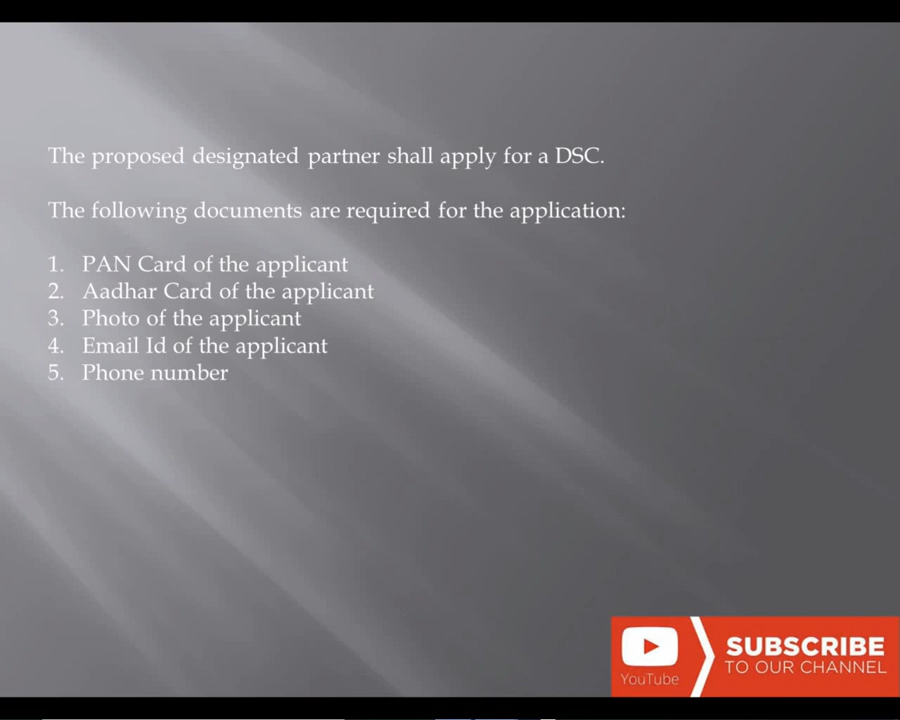 The proposed designated partner shall apply for a DSC.
The following documents are required for the application:
1. PAN Card of the applicant
2. Aadhar Card of the applicant
3. Photo of the applicant
4. Email Id of the applicant
5. Phone number
SUBSCRIBE
TO OUR CHANNEL
YouTube